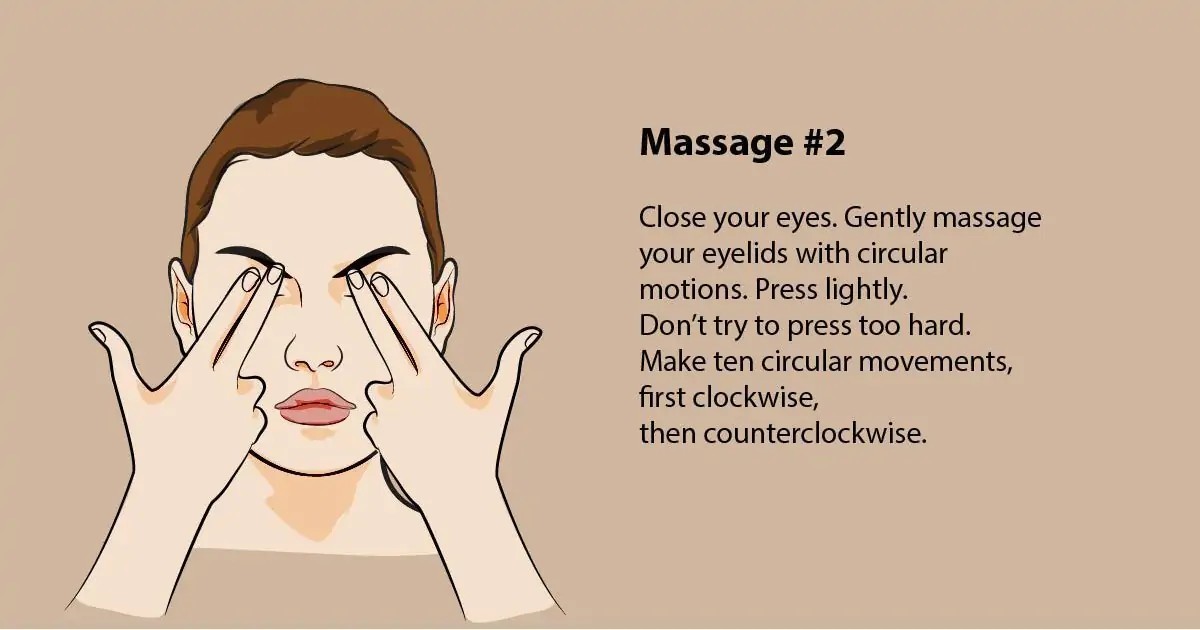 Massage #2
Close your eyes. Gently massage
your eyelids with circular
motions. Press lightly.
Don’t try to press too hard.
Make ten circular movements,
first clockwise,
then counterclockwise.